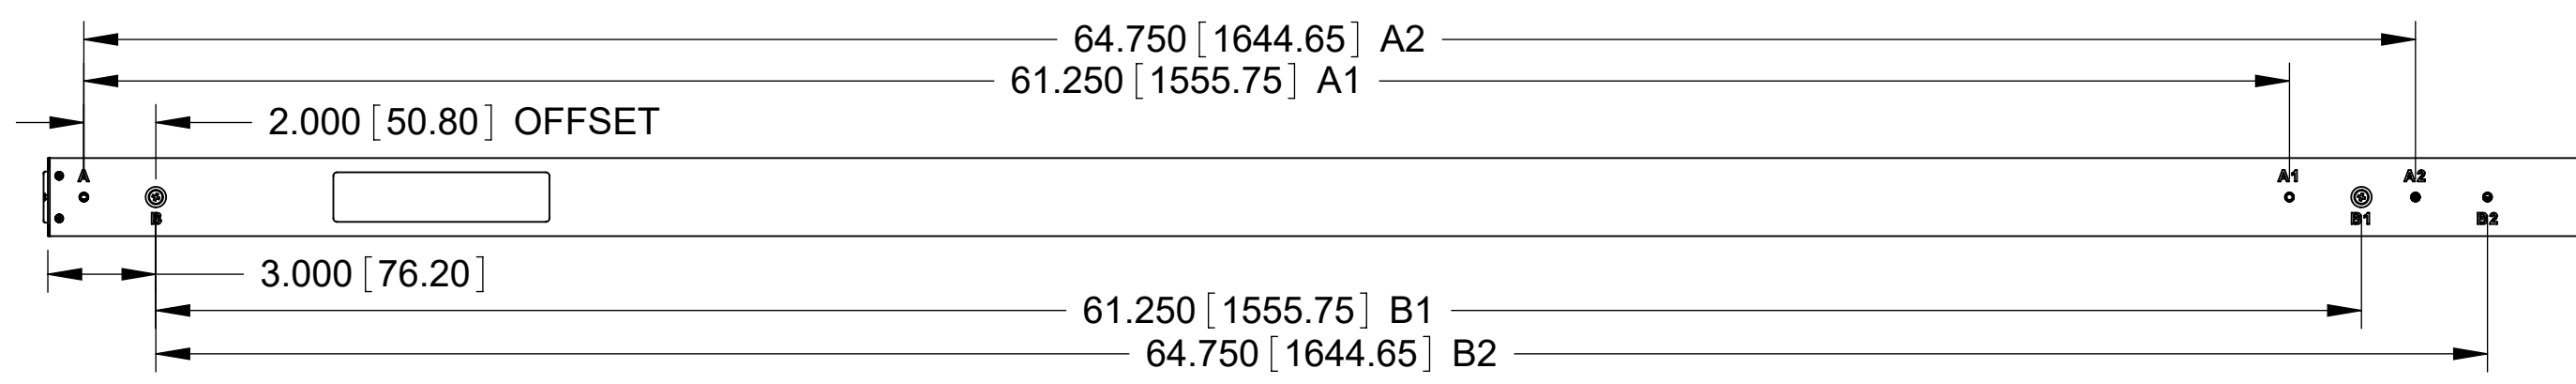 64.750 [1644.65] A2
61.250 [1555.75] A1
2.000 [50.80] OFFSET
A A1 A2
B B1 B2
3.000 [76.20]
61.250 [1555.75] B1
64.750 [1644.65] B2